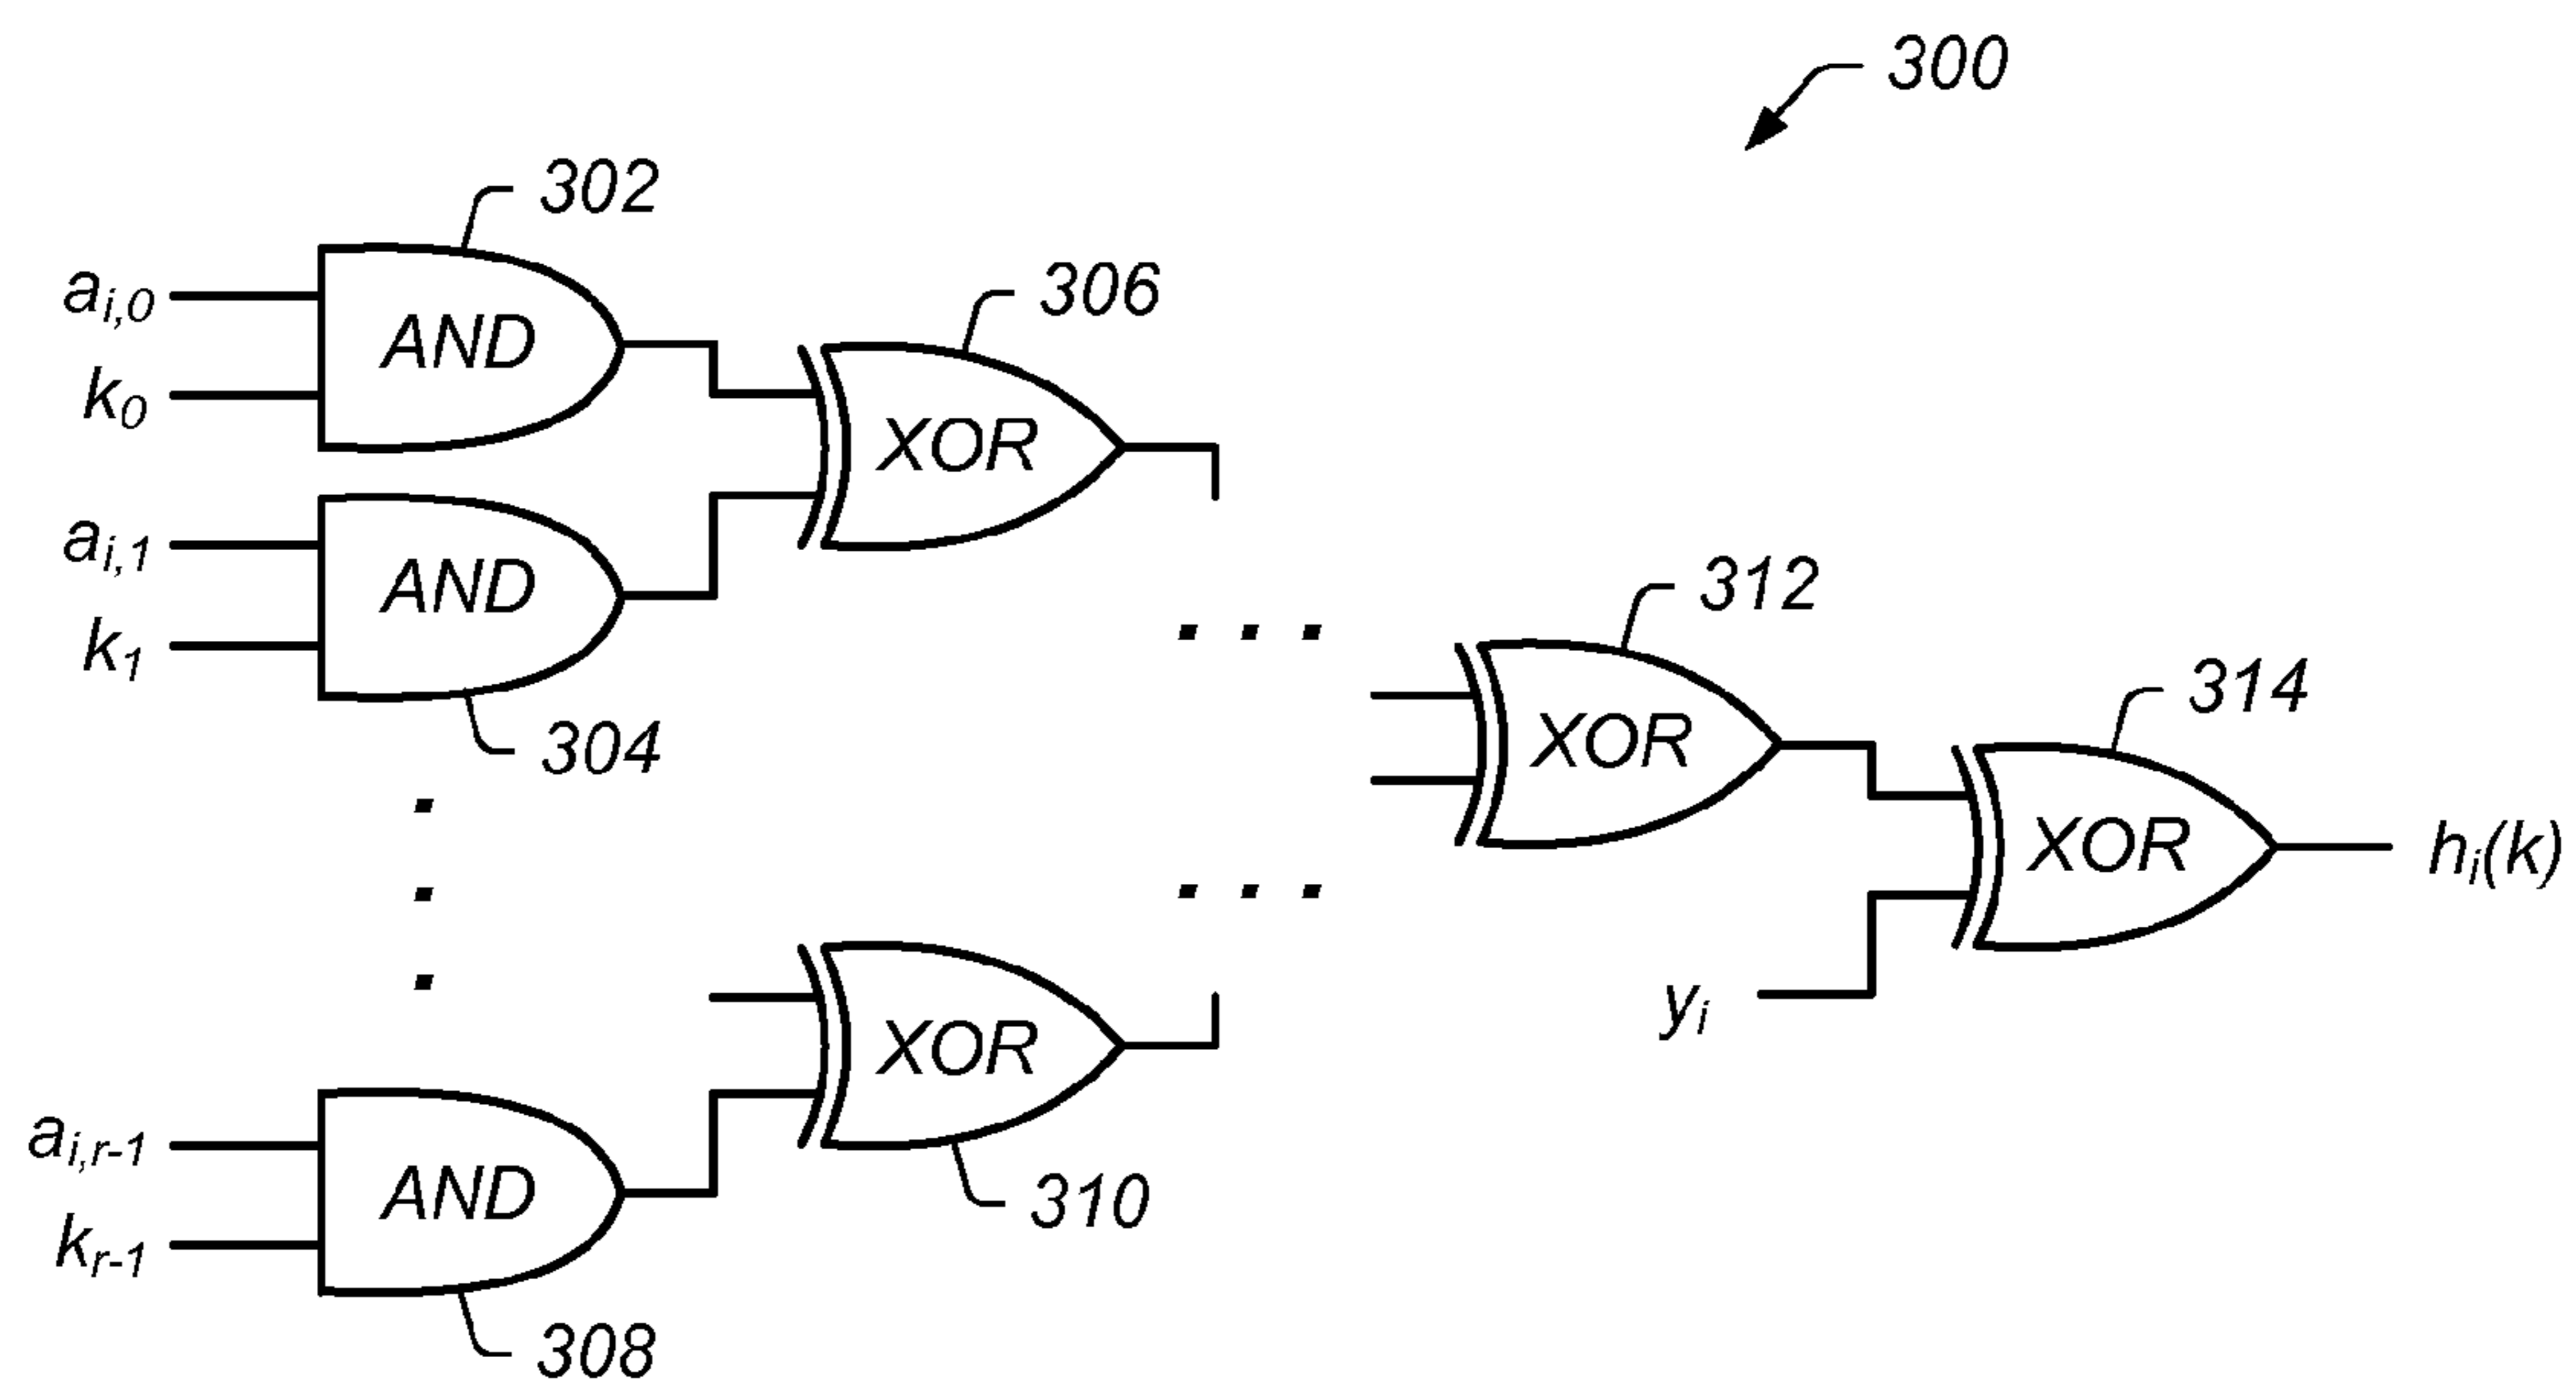 300
302
a_{i,0}
AND
k_0
306
XOR
a_{i,1}
AND
k_1
304
312
XOR
314
XOR
h_i(k)
y_i
XOR
310
a_{i,r-1}
AND
k_{r-1}
308